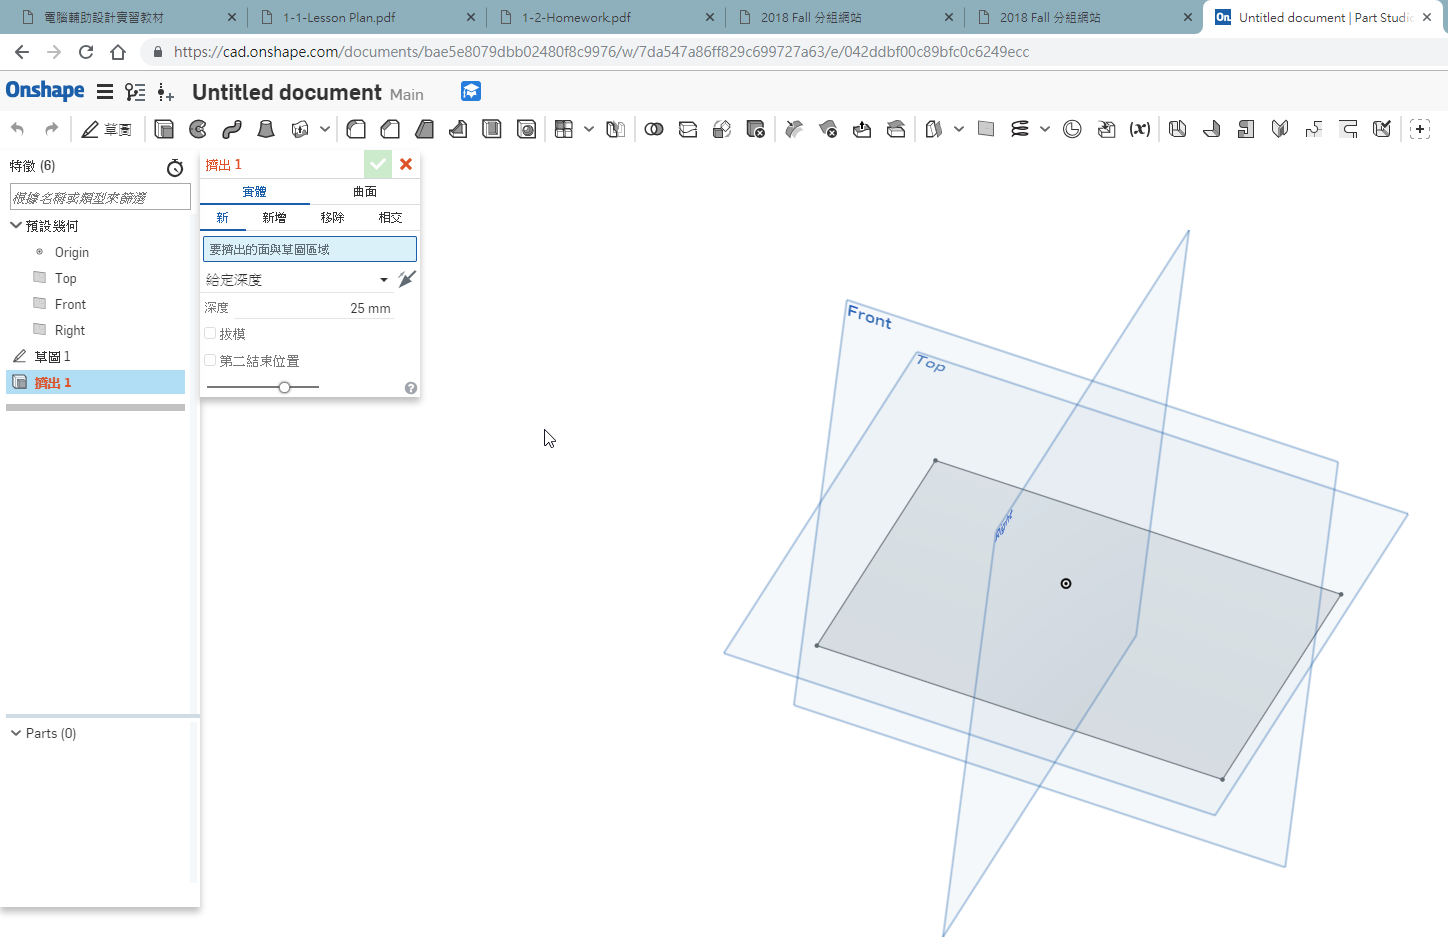 電腦輔助設計實習教材
1-1-Lesson Plan.pdf
1-2-Homework.pdf
2018 Fall 分組網站
2018 Fall 分組網站
On.
Untitled document | Part Studio
https://cad.onshape.com/documents/bae5e8079dbb02480f8c9976/w/7da547a86ff829c699727a63/e/042ddbf00c89bfc0c6249ecc
Onshape
Untitled document Main
草圖
(x)
特徵 (6)
根據名稱或類型來篩選
預設幾何
Origin
Top
Front
Right
草圖 1
擠出 1
Parts (0)
擠出 1
實體 曲面
新 新增 移除 相交
要擠出的面與草圖區域
給定深度
深度 25 mm
拔模
第二結束位置
?
Front
Top
Right